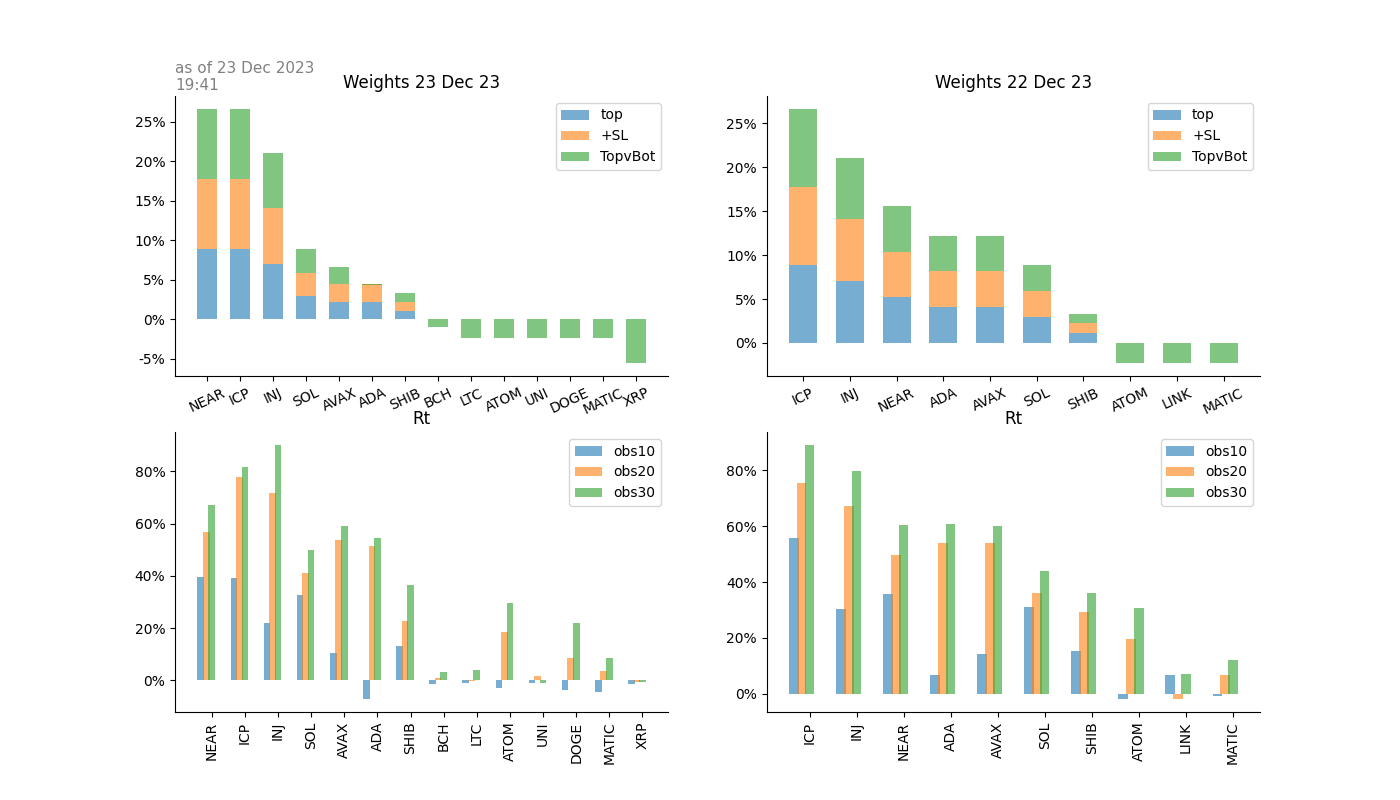 as of 23 Dec 2023
19:41
Weights 23 Dec 23
25%
20%
15%
10%
5%
0%
-5%
top
+SL
TopvBot
NEAR ICP INJ SOL AVAX ADA SHIB BCH LTC ATOM UNI DOGE MATIC XRP
Weights 22 Dec 23
25%
20%
15%
10%
5%
0%
top
+SL
TopvBot
ICP INJ NEAR ADA AVAX SOL SHIB ATOM LINK MATIC
Rt
80%
60%
40%
20%
0%
obs10
obs20
obs30
NEAR ICP INJ SOL AVAX ADA SHIB BCH LTC ATOM UNI DOGE MATIC XRP
Rt
80%
60%
40%
20%
0%
obs10
obs20
obs30
ICP INJ NEAR ADA AVAX SOL SHIB ATOM LINK MATIC